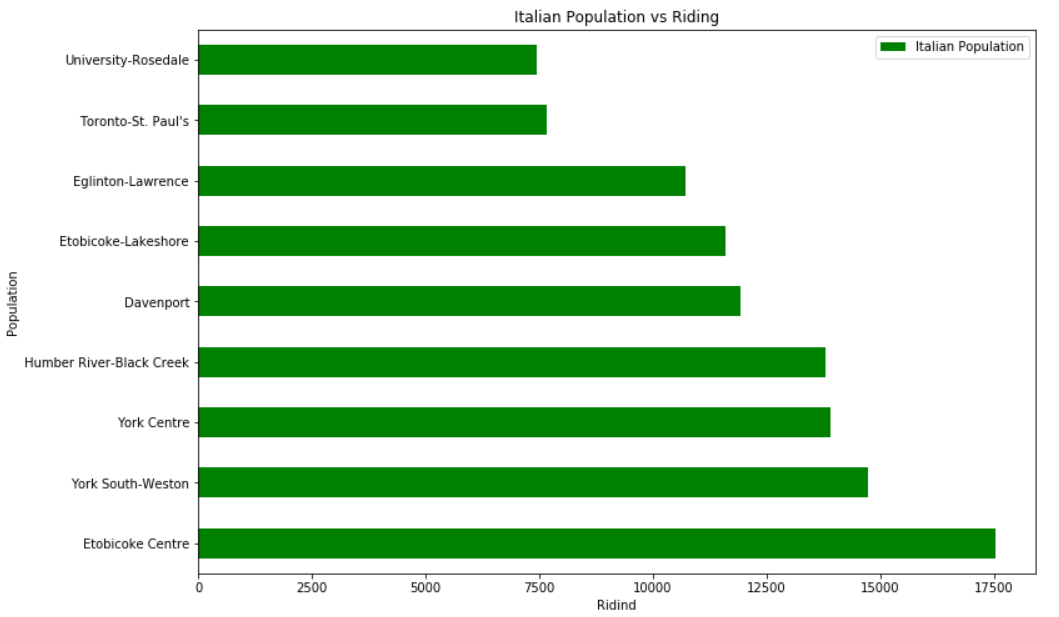 Italian Population vs Riding
Italian Population
University-Rosedale
Toronto-St. Paul's
Eglinton-Lawrence
Etobicoke-Lakeshore
Davenport
Humber River-Black Creek
York Centre
York South-Weston
Etobicoke Centre
Population
0 2500 5000 7500 10000 12500 15000 17500
Ridind